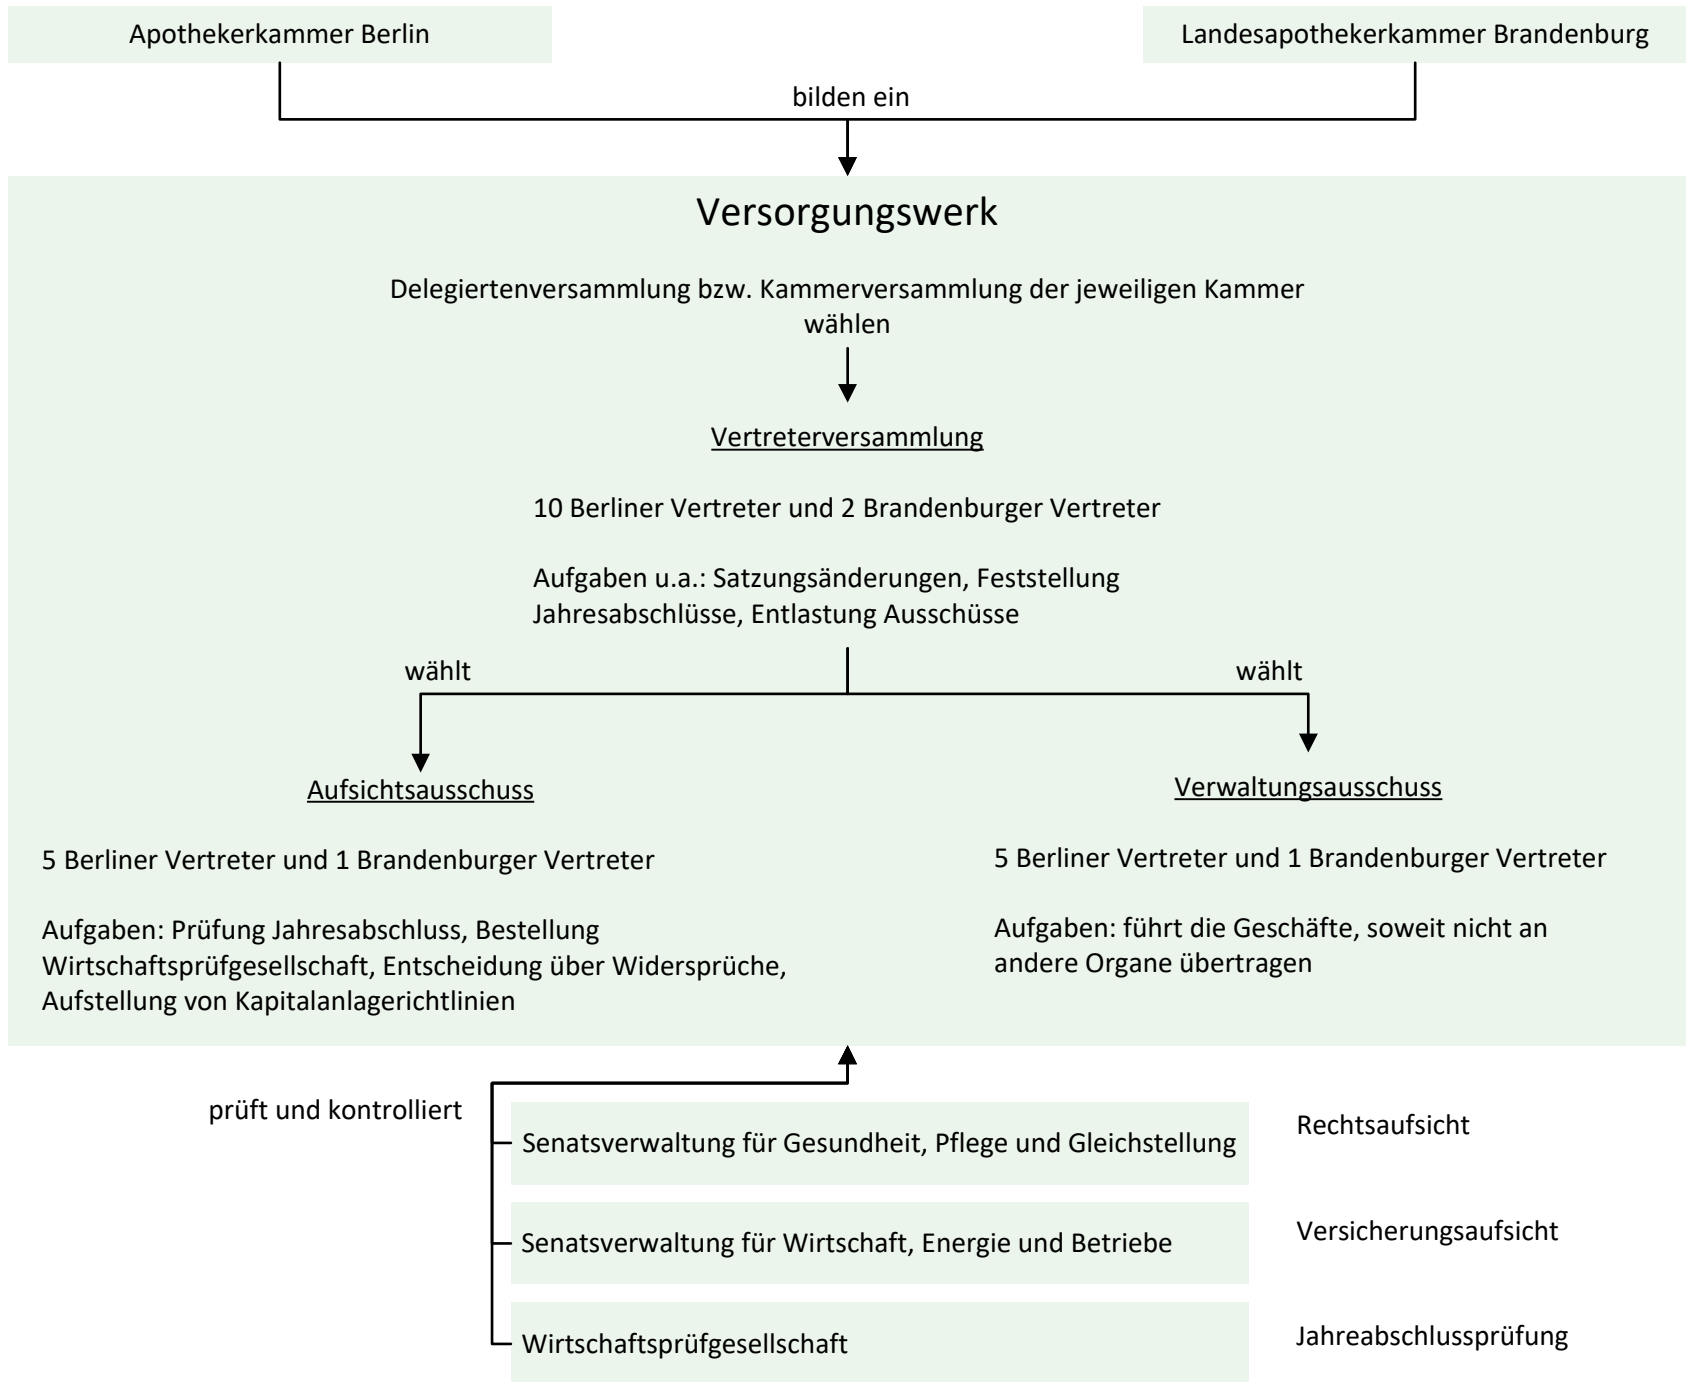 Apothekerkammer Berlin
Landesapothekerkammer Brandenburg
bilden ein
Versorgungswerk
Delegiertenversammlung bzw. Kammerversammlung der jeweiligen Kammer
wählen
Vertreterversammlung
10 Berliner Vertreter und 2 Brandenburger Vertreter
Aufgaben u.a.: Satzungsänderungen, Feststellung
Jahresabschlüsse, Entlastung Ausschüsse
wählt
wählt
Aufsichtsausschuss
5 Berliner Vertreter und 1 Brandenburger Vertreter
Aufgaben: Prüfung Jahresabschluss, Bestellung
Wirtschaftsprüfgesellschaft, Entscheidung über Widersprüche,
Aufstellung von Kapitalanlagerichtlinien
Verwaltungsausschuss
5 Berliner Vertreter und 1 Brandenburger Vertreter
Aufgaben: führt die Geschäfte, soweit nicht an
andere Organe übertragen
prüft und kontrolliert
Senatsverwaltung für Gesundheit, Pflege und Gleichstellung
Rechtsaufsicht
Senatsverwaltung für Wirtschaft, Energie und Betriebe
Versicherungsaufsicht
Wirtschaftsprüfgesellschaft
Jahreabschlussprüfung